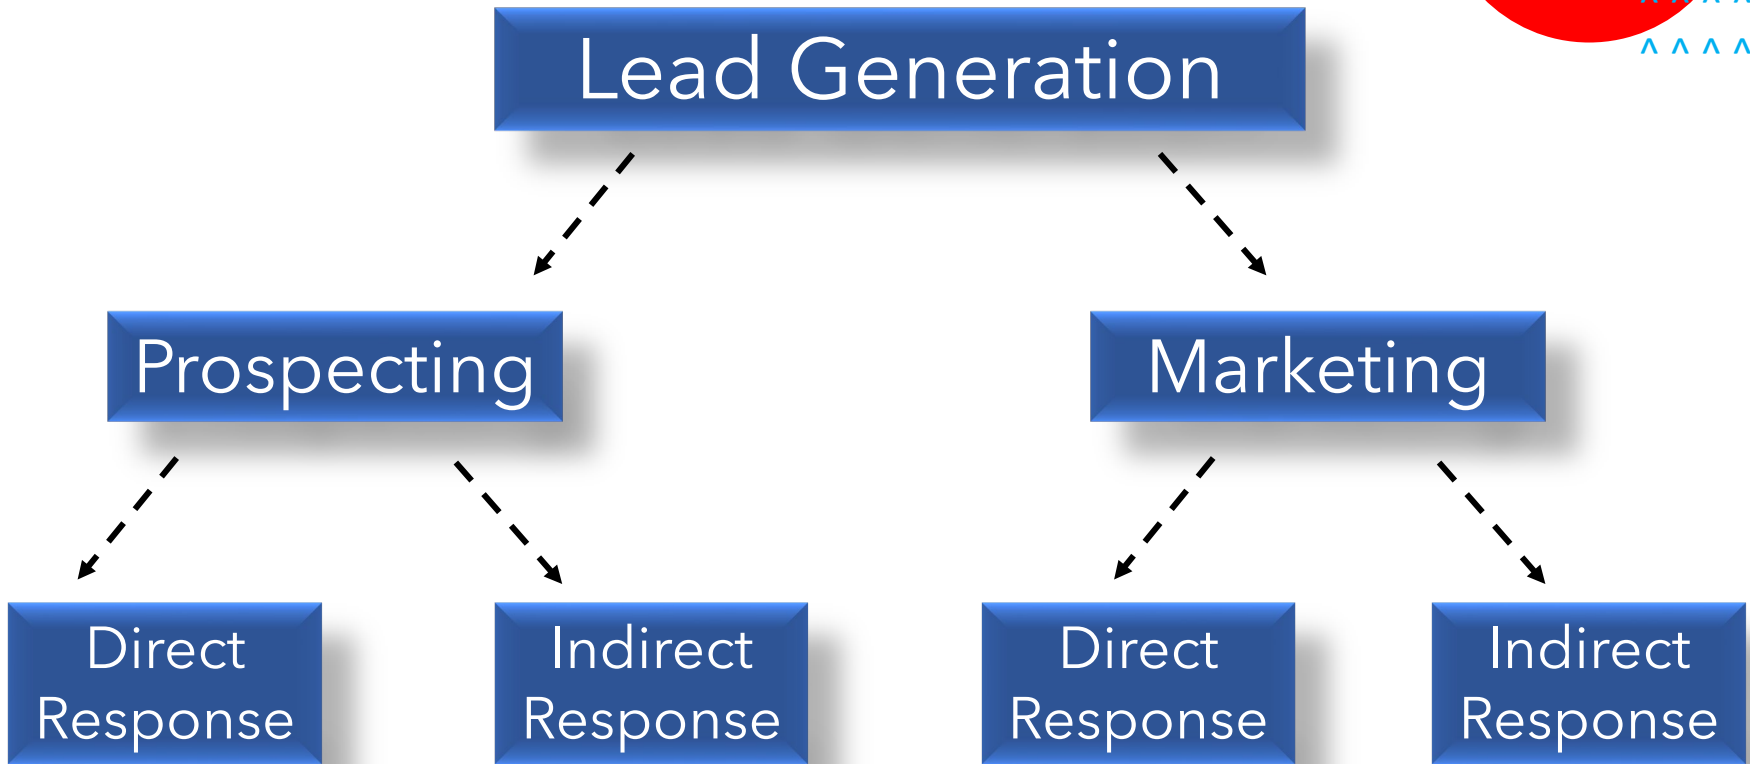 Lead Generation
Prospecting
Marketing
Direct
Response
Indirect
Response
Direct
Response
Indirect
Response